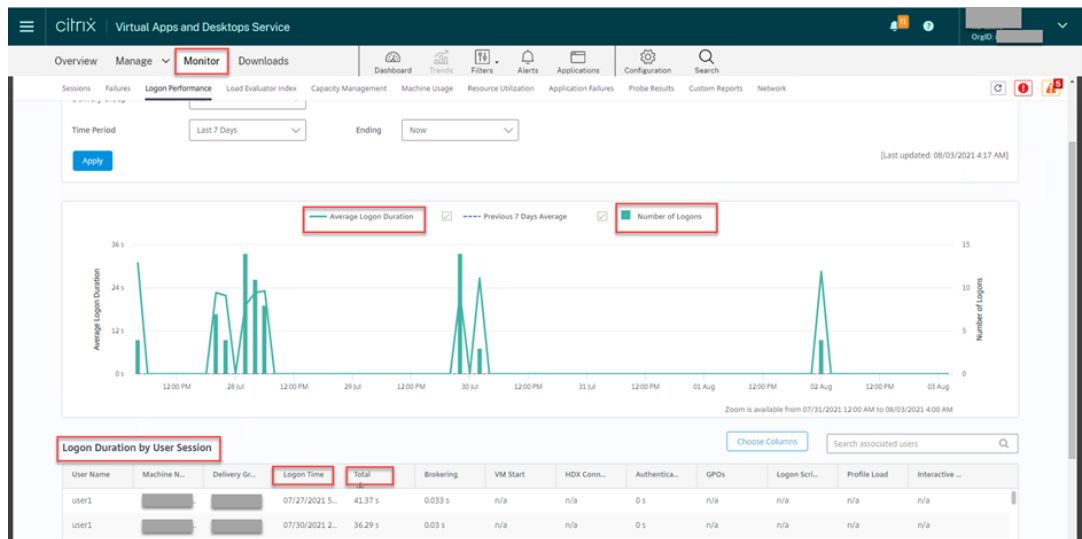 citrix | Virtual Apps and Desktops Service
11
?
OrgID:
Overview Manage Monitor Downloads
Dashboard Trends Filters Alerts Applications Configuration Search
Sessions Failures Logon Performance Load Evaluator Index Capacity Management Machine Usage Resource Utilization Application Failures Probe Results Custom Reports Network
5
Time Period Last 7 Days Ending Now
Apply
[Last updated: 08/03/2021 4:17 AM]
Average Logon Duration Previous 7 Days Average Number of Logons
36 s 15
24 s 10
12 s 5
0 s 0
Average Logon Duration
Number of Logons
12:00 PM 28 Jul 12:00 PM 29 Jul 12:00 PM 30 Jul 12:00 PM 31 Jul 12:00 PM 01 Aug 12:00 PM 02 Aug 12:00 PM 03 Aug
Zoom is available from 07/31/2021 12:00 AM to 08/03/2021 4:00 AM
Logon Duration by User Session
Choose Columns
Search associated users
User Name Machine N... Delivery Gr... Logon Time Total Brokering VM Start HDX Conn... Authentica... GPOs Logon Scri... Profile Load Interactive ...
user1 07/27/2021 5... 41.37 s 0.033 s n/a n/a 0 s n/a n/a n/a n/a
user1 07/30/2021 2... 36.29 s 0.03 s n/a n/a 0 s n/a n/a n/a n/a